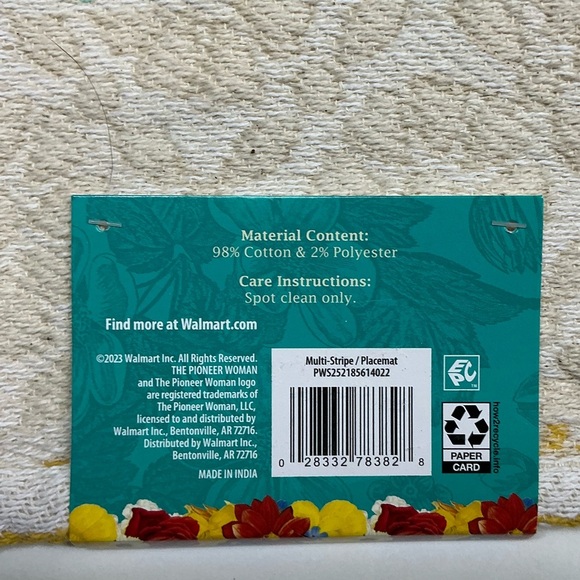 Material Content:
98% Cotton & 2% Polyester
Care Instructions:
Spot clean only.
Find more at Walmart.com
©2023 Walmart Inc. All Rights Reserved.
THE PIONEER WOMAN
and The Pioneer Woman logo
are registered trademarks of
The Pioneer Woman, LLC,
licensed to and distributed by
Walmart Inc., Bentonville, AR 72716.
Distributed by Walmart Inc.,
Bentonville, AR 72716
MADE IN INDIA
Multi-Stripe / Placemat
PWS252185614022
0 28332 78382 8
EPC
TM
how2recycle.info
PAPER
CARD